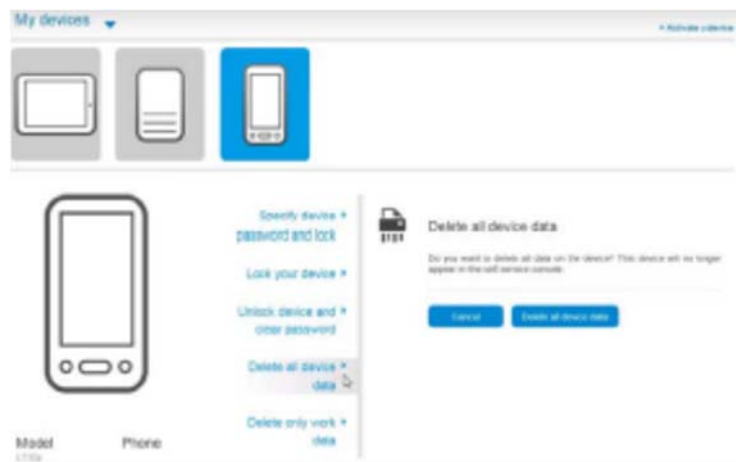 My devices
Activate a device
Specify device
password and lock
Lock your device
Unlock device and
clear password
Delete all device
data
Delete only work
data
Model
Phone
Delete all device data
Do you want to delete all data on the device? This device will no longer
appear in the self-service console.
Cancel
Delete all device data